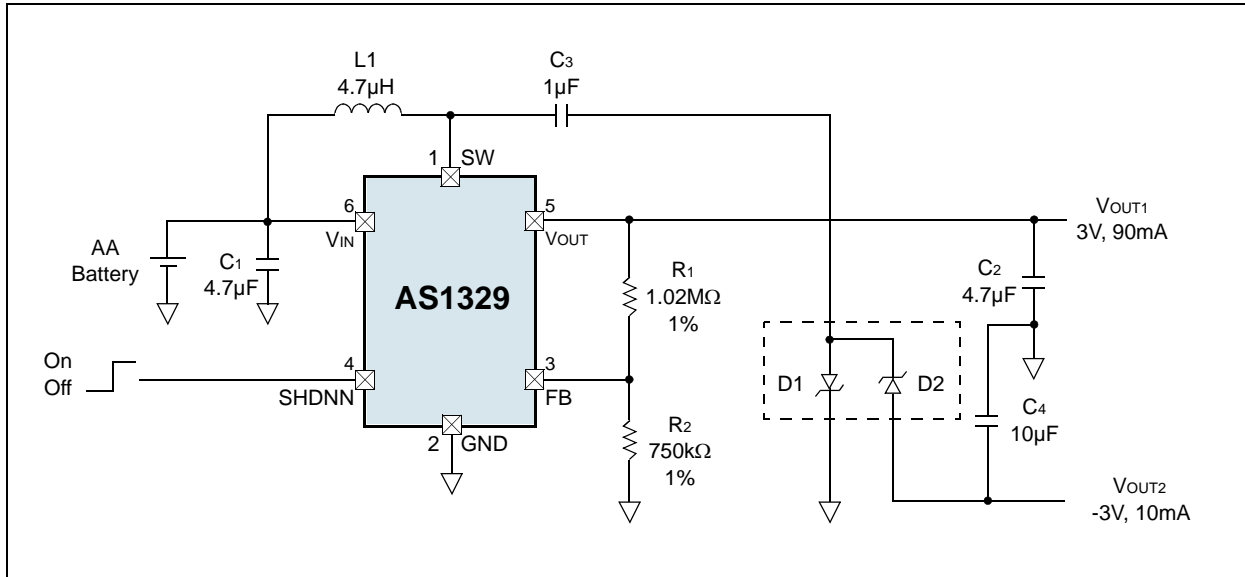 L1
4.7µH
C3
1µF
1
SW
6
VIN
5
VOUT
VOUT1
3V, 90mA
AA
Battery
C1
4.7µF
AS1329
R1
1.02MΩ
1%
C2
4.7µF
On
Off
4
SHDNN
3
FB
D1
D2
C4
10µF
2
GND
R2
750kΩ
1%
VOUT2
-3V, 10mA